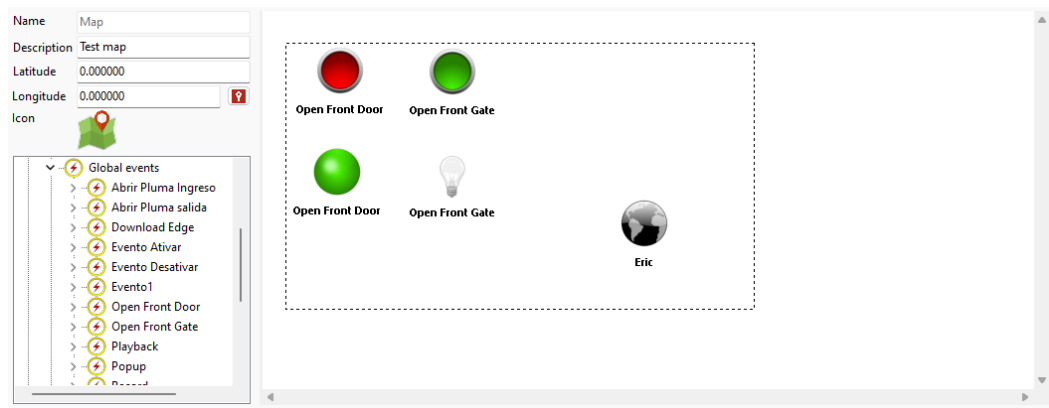 Name Map
Description Test map
Latitude 0.000000
Longitude 0.000000
Icon
Global events
Abrir Pluma Ingreso
Abrir Pluma salida
Download Edge
Evento Ativar
Evento Desativar
Evento1
Open Front Door
Open Front Gate
Playback
Popup
Record
Open Front Door Open Front Gate
Open Front Door Open Front Gate
Eric